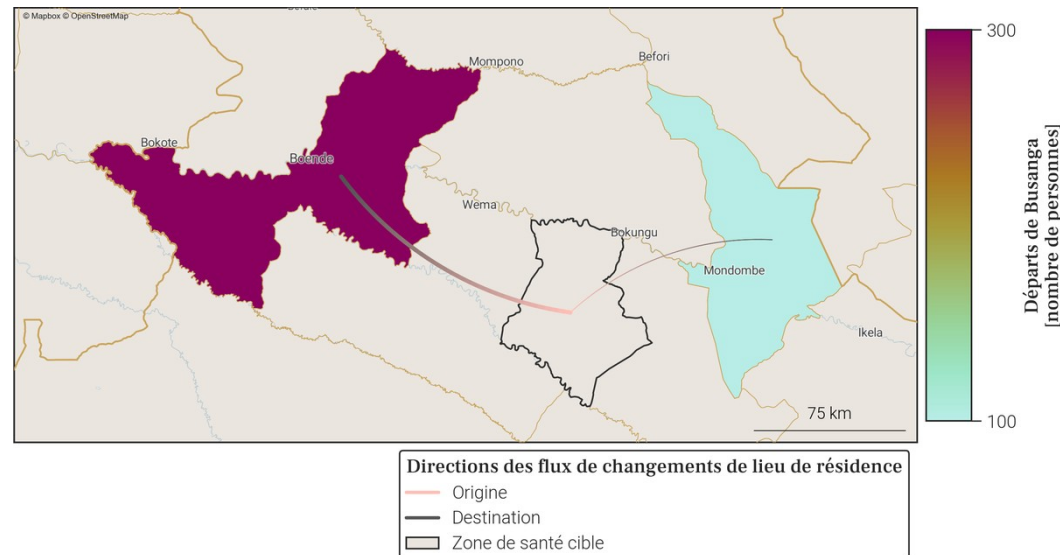 © Mapbox © OpenStreetMap
Mompono
Befori
Bokote
Boende
Wema
Bokungu
Mondombe
Ikela
75 km
300
100
Départs de Busanga
[nombre de personnes]
Directions des flux de changements de lieu de résidence
Origine
Destination
Zone de santé cible